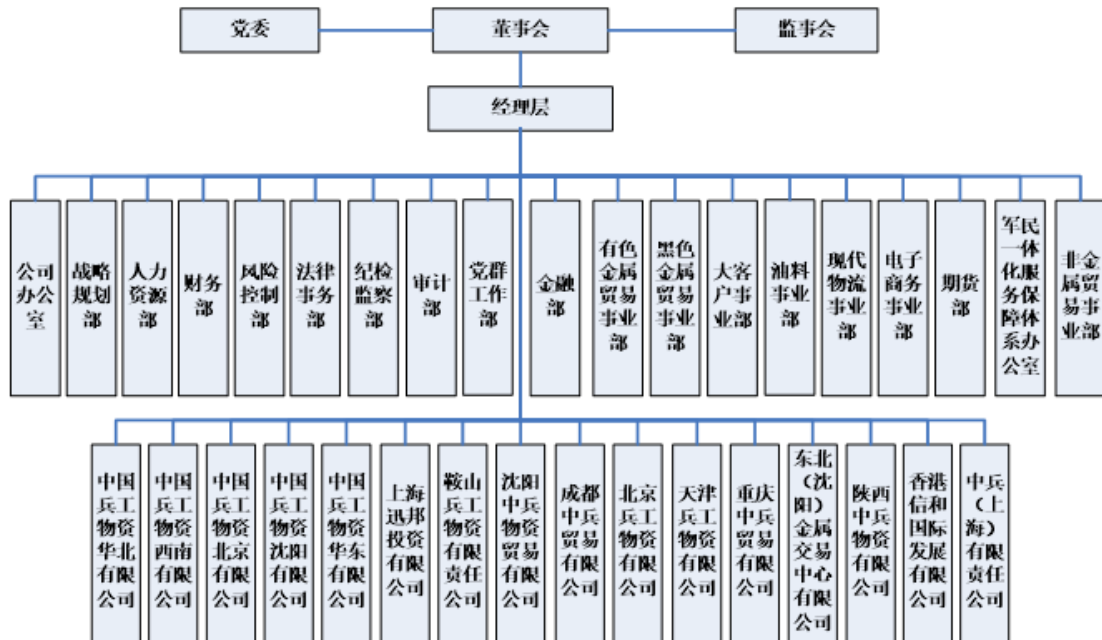 党委
董事会
监事会
经理层
公司
办公
室
战略
规划
部
人力
资源
部
财务
部
风险
控制
部
法律
事务
部
纪检
监察
部
审计
部
党群
工作
部
金融
部
有色
金属
贸易
事业
部
黑色
金属
贸易
事业
部
大客
户事
业部
油料
事业
部
现代
物流
事业
部
电子
商务
事业
部
期货
部
军民
一体
化服
务保
障体
系办
公室
非金
属贸
易事
业部
中国
兵工
物资
华北
有限
公司
中国
兵工
物资
西南
有限
公司
中国
兵工
物资
北京
有限
公司
中国
兵工
物资
沈阳
有限
公司
中国
兵工
物资
华东
有限
公司
上海
迅邦
投资
有限
公司
鞍山
兵工
物资
有限
责任
公司
沈阳
中兵
物资
贸易
有限
公司
成都
中兵
贸易
有限
公司
北京
兵工
物资
有限
公司
天津
兵工
物资
有限
公司
重庆
中兵
贸易
有限
公司
东北
（沈
阳）
金属
交易
中心
有限
公司
陕西
中兵
物资
有限
公司
香港
信和
国际
发展
有限
公司
中兵
（上
海）
有限
责任
公司